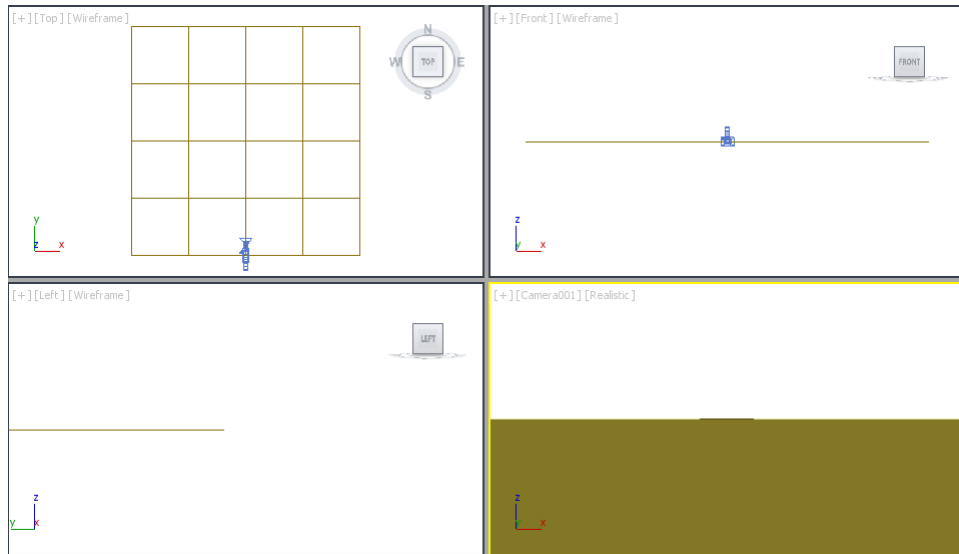 [+] [Top] [Wireframe]
N
W TOP E
S
y
z x
[+] [Front] [Wireframe]
FRONT
z
y x
[+] [Left] [Wireframe]
LEFT
z
y x
[+] [Camera001] [Realistic]
z
y x